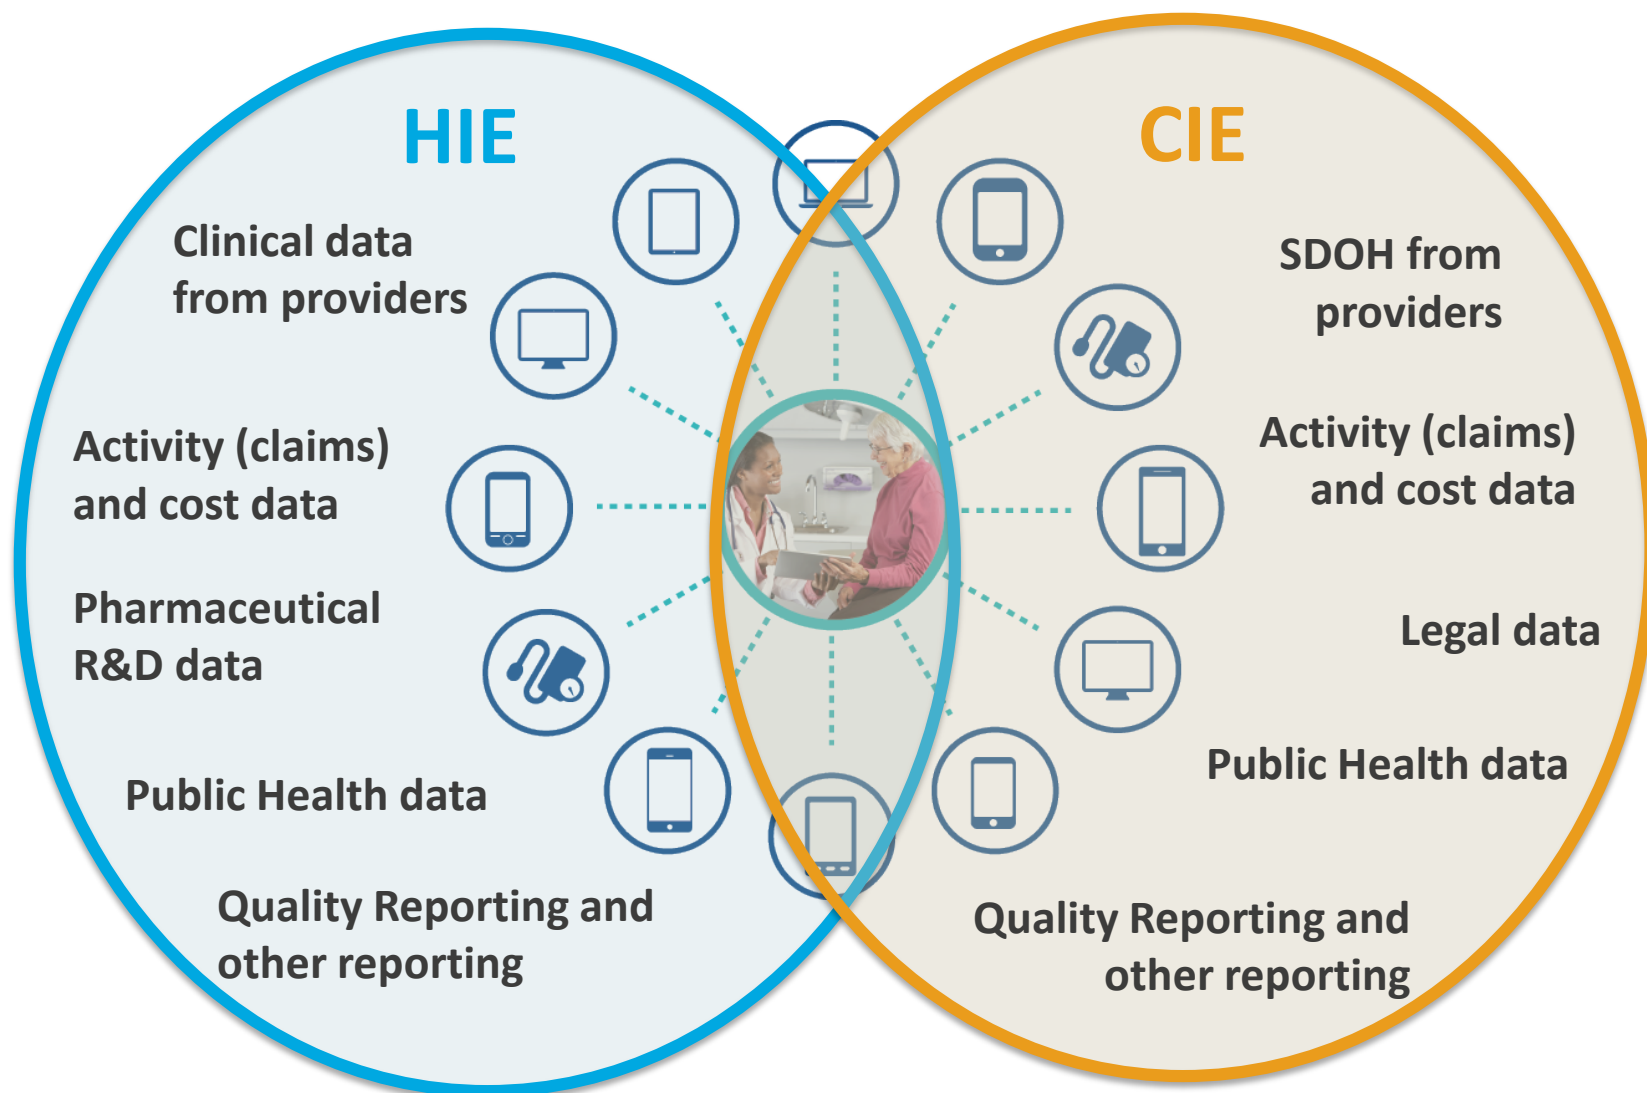 HIE
Clinical data
from providers
Activity (claims)
and cost data
Pharmaceutical
R&D data
Public Health data
Quality Reporting and
other reporting
CIE
SDOH from
providers
Activity (claims)
and cost data
Legal data
Public Health data
Quality Reporting and
other reporting